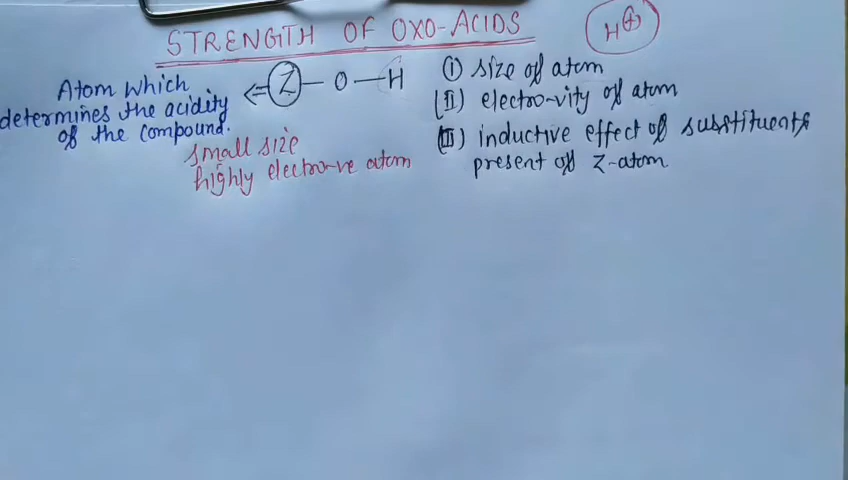 STRENGTH OF OXO-ACIDS
H⊕
Atom which
determines the acidity
of the compound.
⇐ Z – O – H
small size
highly electro-ve atom
(I) size of atom
(II) electro-vity of atom
(III) inductive effect of substituents
present of Z-atom